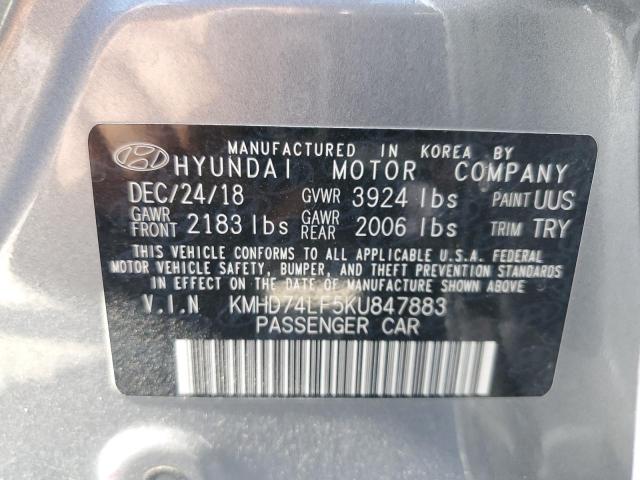 MANUFACTURED IN KOREA BY
HYUNDAI MOTOR COMPANY
DEC/24/18 GVWR 3924 lbs PAINT UUS
GAWR FRONT 2183 lbs GAWR REAR 2006 lbs TRIM TRY
THIS VEHICLE CONFORMS TO ALL APPLICABLE U.S.A. FEDERAL
MOTOR VEHICLE SAFETY, BUMPER, AND THEFT PREVENTION STANDARDS
IN EFFECT ON THE DATE OF MANUFACTURE SHOWN ABOVE.
V.I.N KMHD74LF5KU847883
PASSENGER CAR